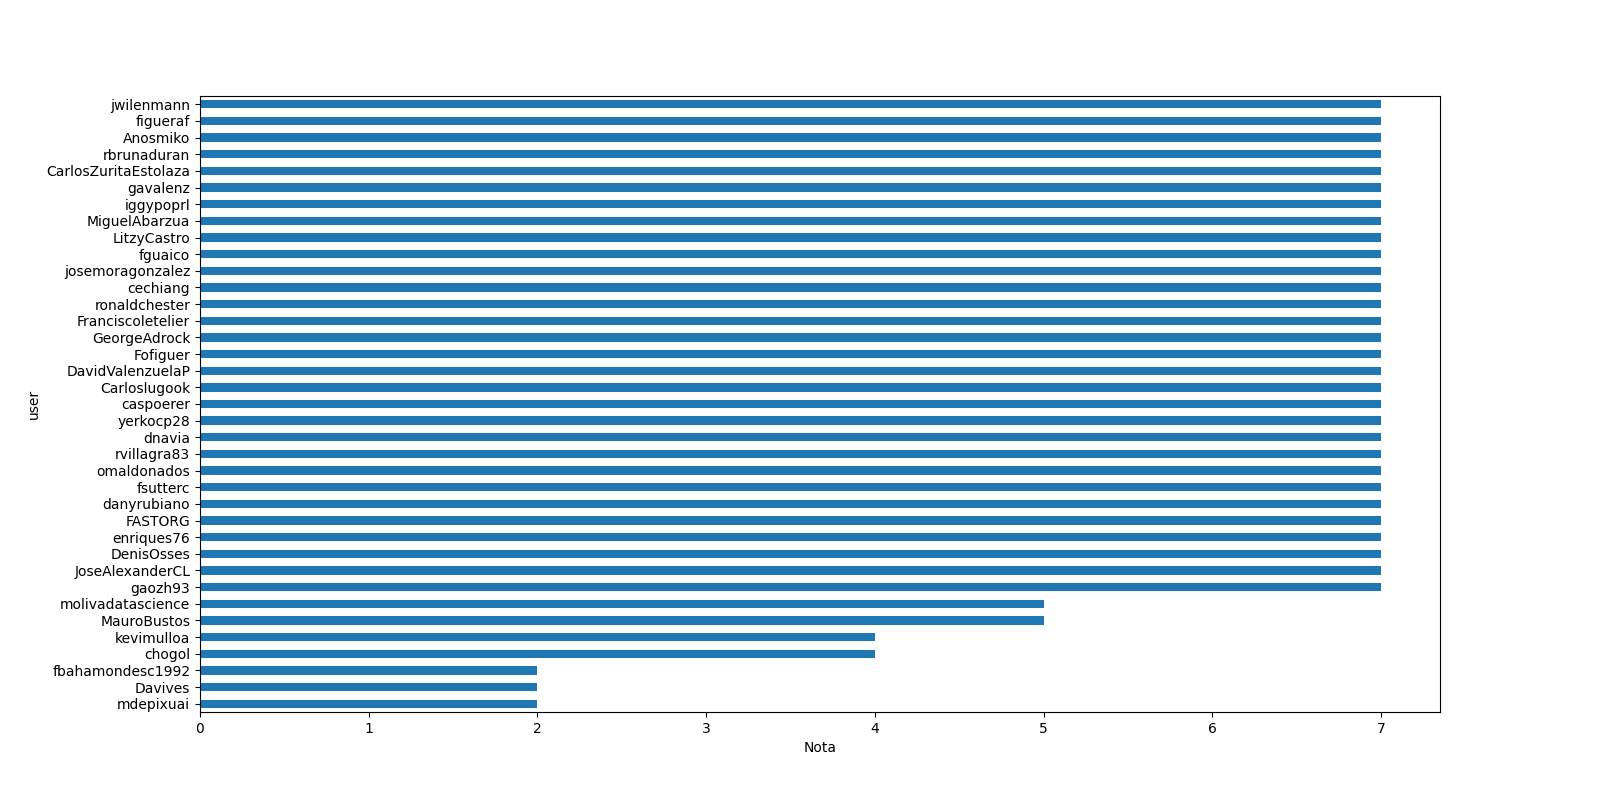 jwilenmann
figueraf
Anosmiko
rbrunaduran
CarlosZuritaEstolaza
gavalenz
iggypoprl
MiguelAbarzua
LitzyCastro
fguaico
josemoragonzalez
cechiang
ronaldchester
Franciscoletelier
GeorgeAdrock
Fofiguer
DavidValenzuelaP
Carloslugook
caspoerer
yerkocp28
dnavia
rvillagra83
omaldonados
fsutterc
danyrubiano
FASTORG
enriques76
DenisOsses
JoseAlexanderCL
gaozh93
molivadatascience
MauroBustos
kevimulloa
chogol
fbahamondesc1992
Davives
mdepixuai
user
0 1 2 3 4 5 6 7
Nota